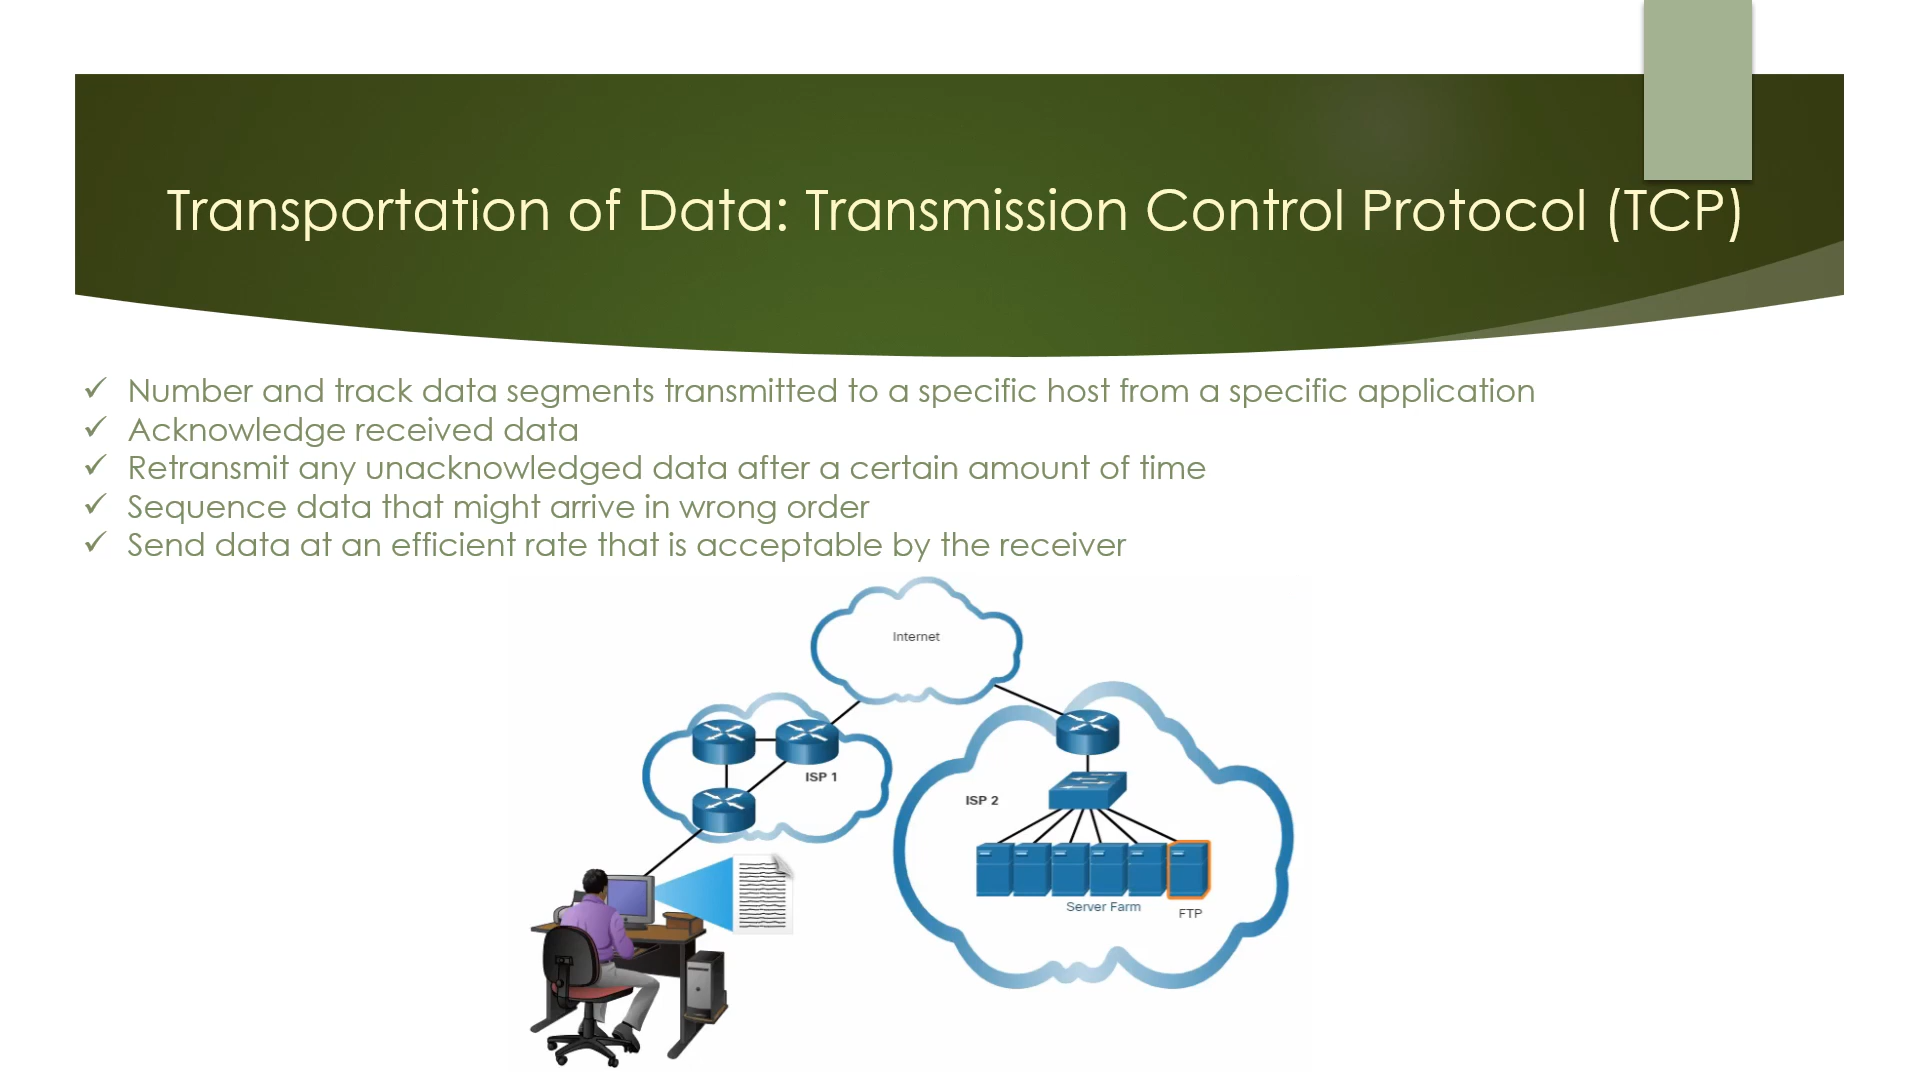 Transportation of Data: Transmission Control Protocol (TCP)
✓ Number and track data segments transmitted to a specific host from a specific application
✓ Acknowledge received data
✓ Retransmit any unacknowledged data after a certain amount of time
✓ Sequence data that might arrive in wrong order
✓ Send data at an efficient rate that is acceptable by the receiver
Internet
ISP 1
ISP 2
Server Farm
FTP